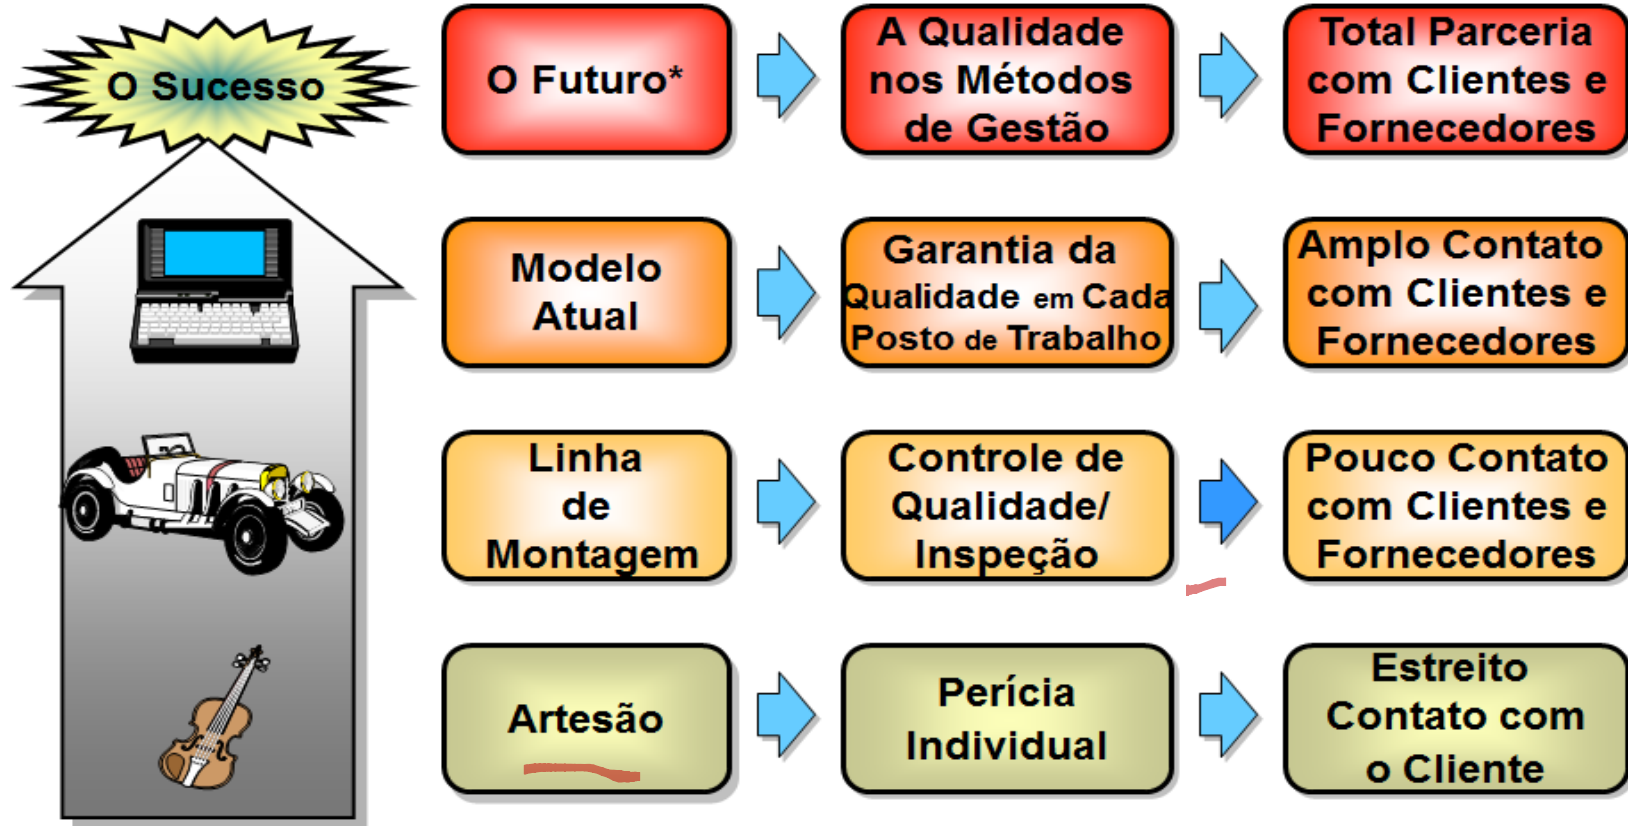 O Sucesso
O Futuro*
A Qualidade
nos Métodos
de Gestão
Total Parceria
com Clientes e
Fornecedores
Modelo
Atual
Garantia da
Qualidade em Cada
Posto de Trabalho
Amplo Contato
com Clientes e
Fornecedores
Linha
de
Montagem
Controle de
Qualidade/
Inspeção
Pouco Contato
com Clientes e
Fornecedores
Artesão
Perícia
Individual
Estreito
Contato com
o Cliente